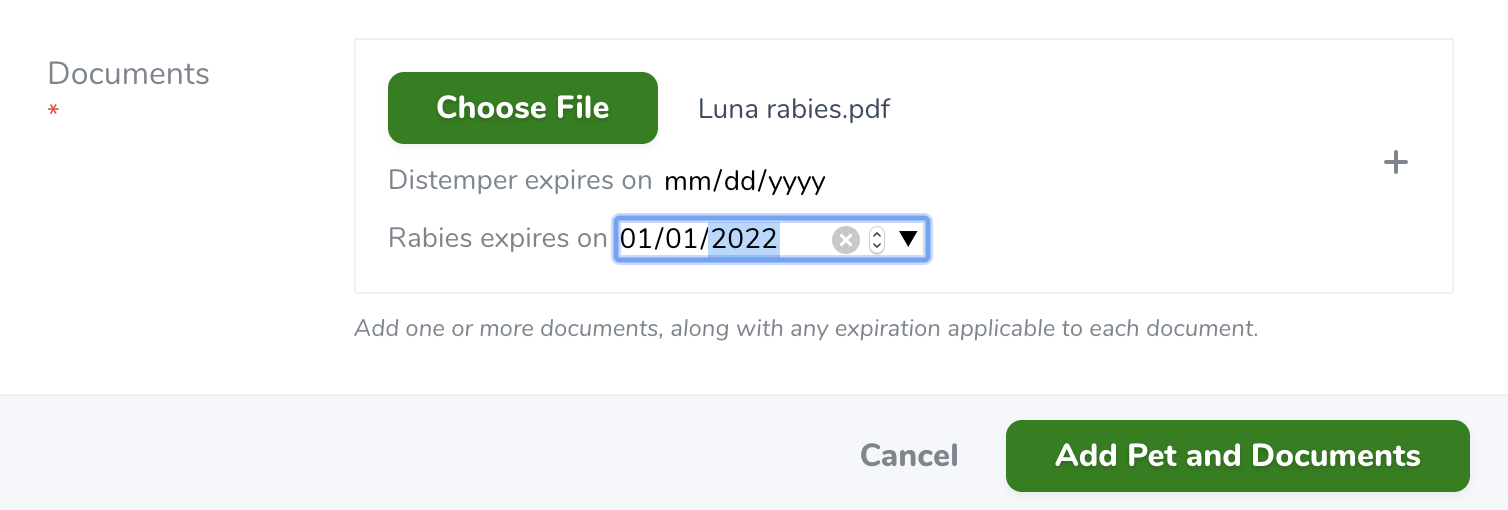 Documents
*
Choose File Luna rabies.pdf
Distemper expires on mm/dd/yyyy
+
Rabies expires on 01/01/2022
Add one or more documents, along with any expiration applicable to each document.
Cancel Add Pet and Documents